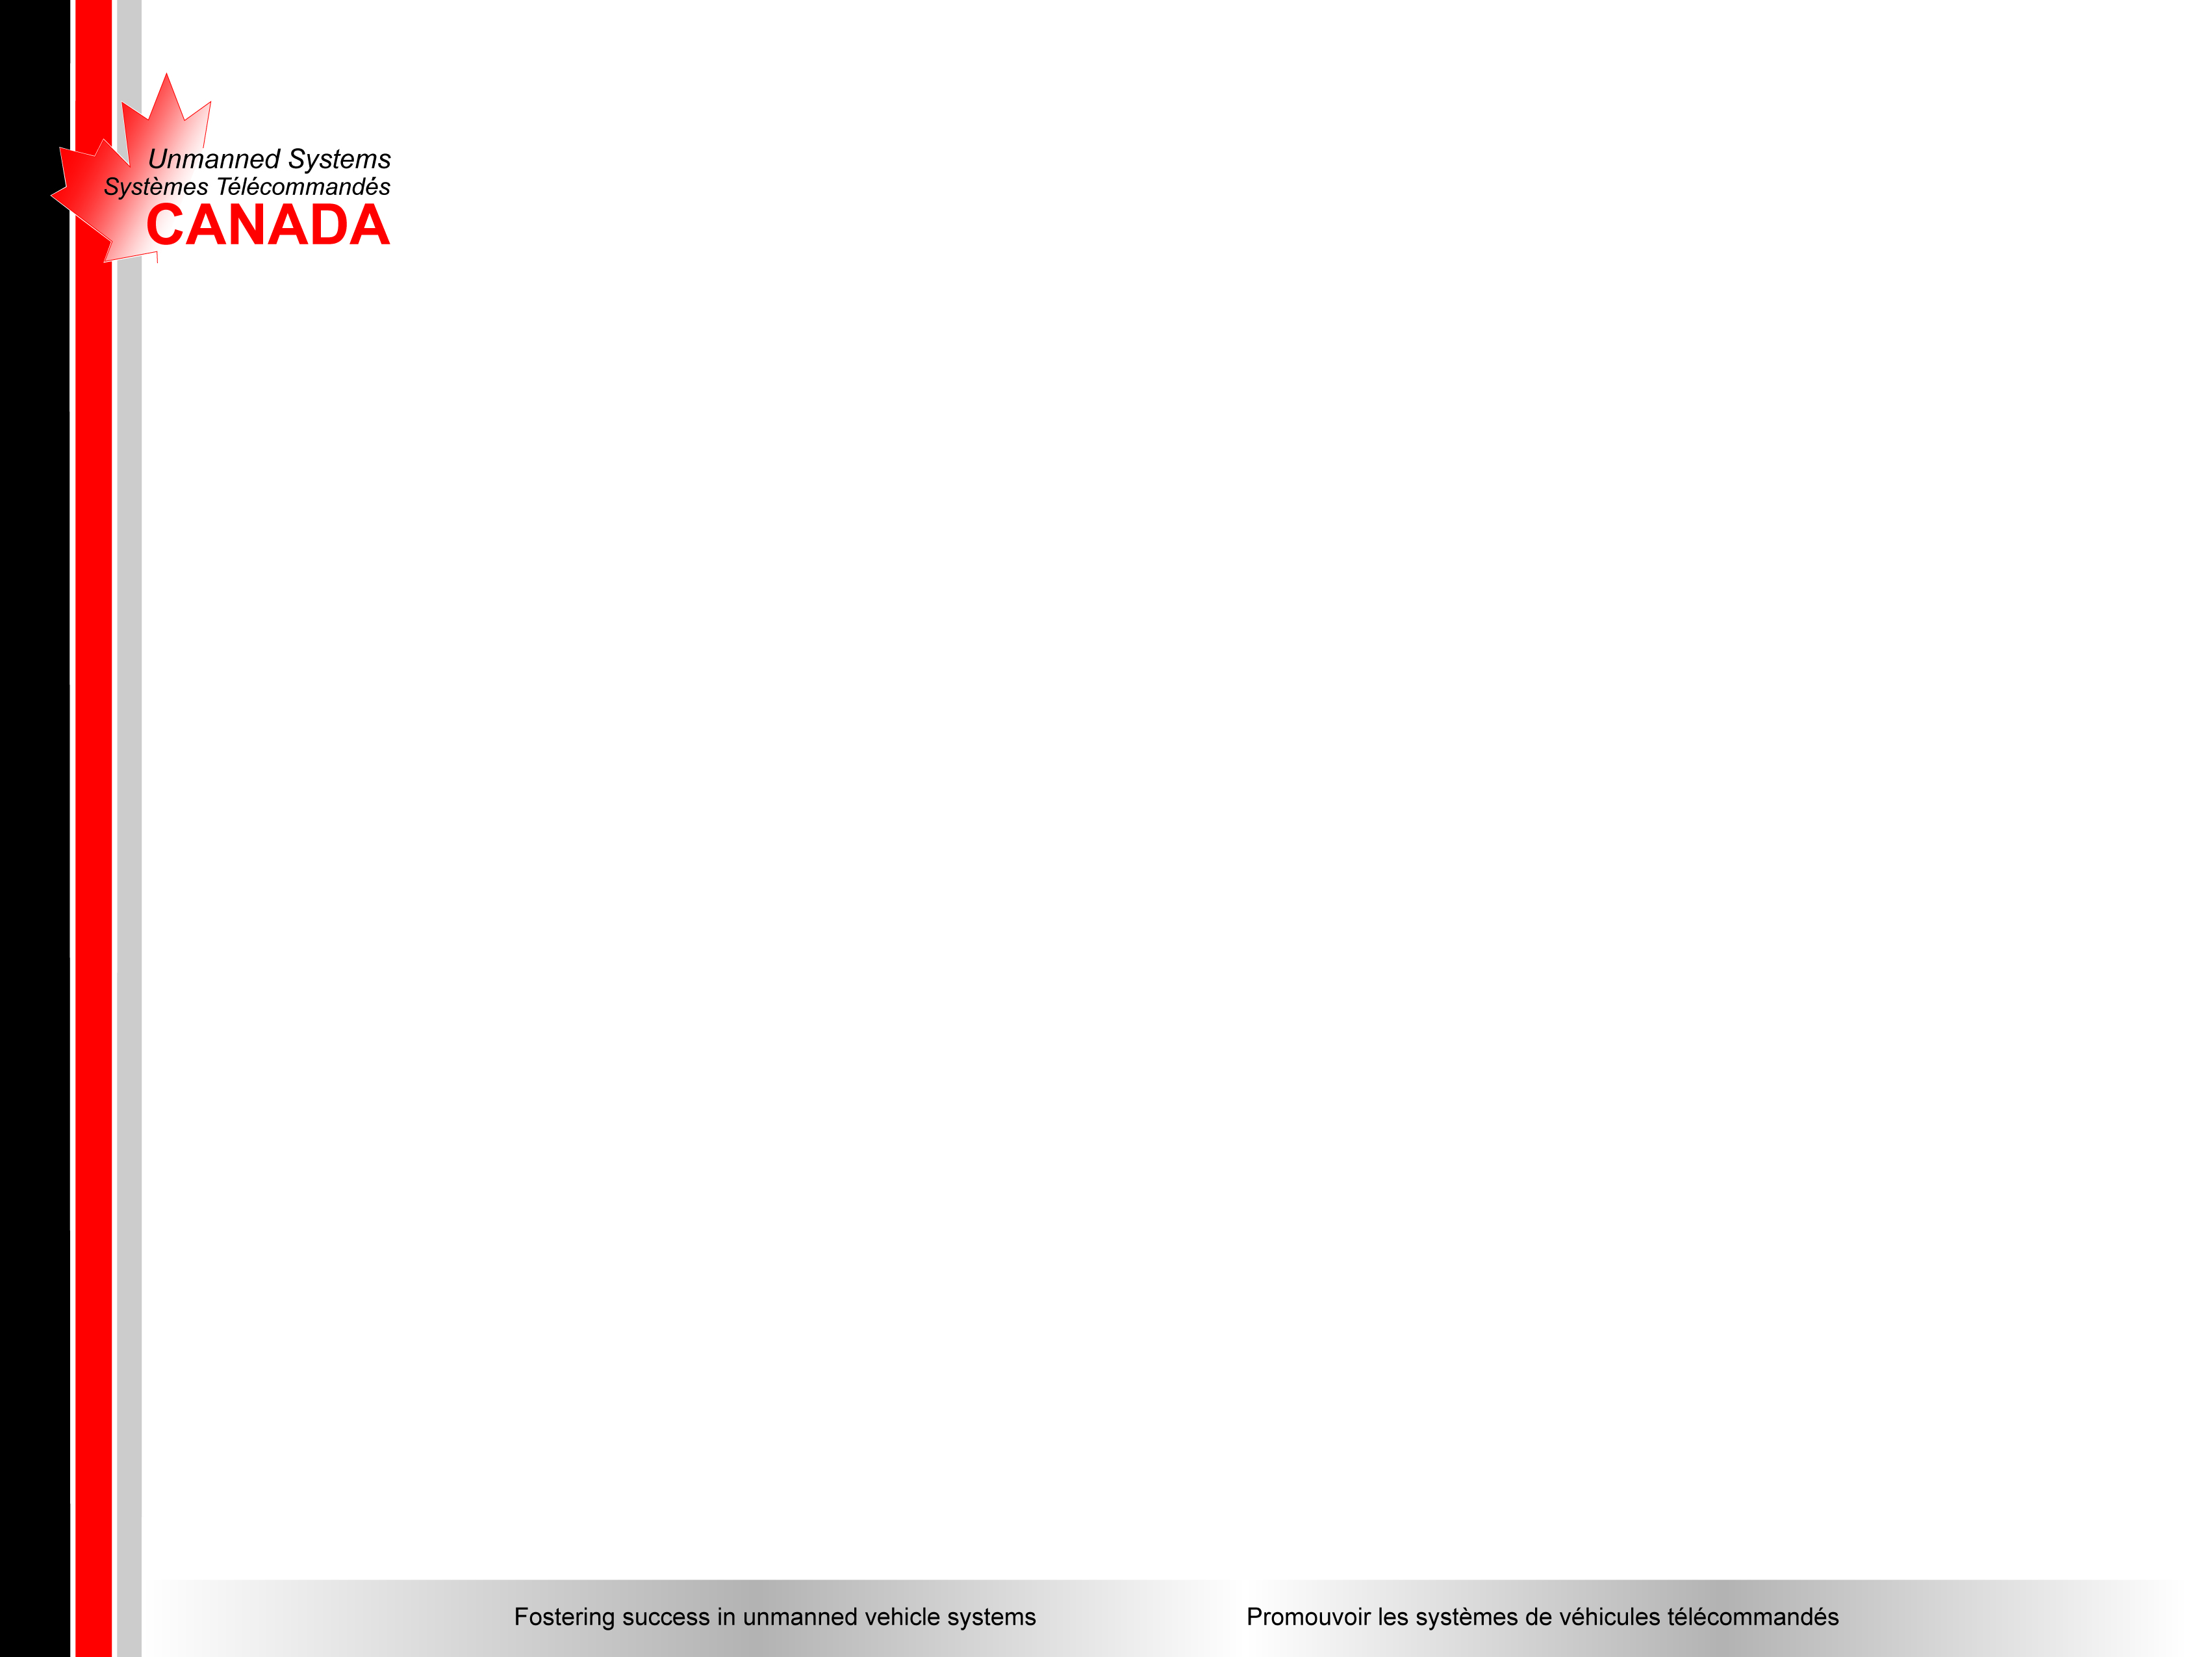 Unmanned Systems
Systèmes Télécommandés
CANADA
Fostering success in unmanned vehicle systems
Promouvoir les systèmes de véhicules télécommandés